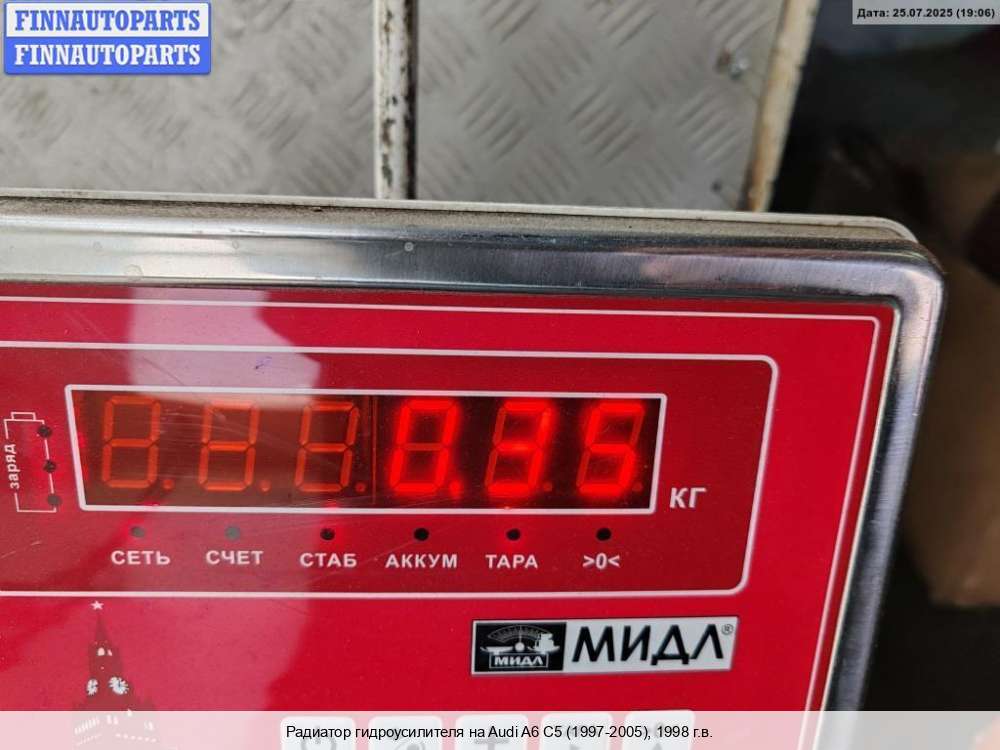 FINNAUTOPARTS
FINNAUTOPARTS
Дата: 25.07.2025 (19:06)
заряд
0.35
КГ
СЕТЬ СЧЕТ СТАБ АККУМ ТАРА >0<
МИДЛ МИДЛ®
Радиатор гидроусилителя на Audi A6 C5 (1997-2005), 1998 г.в.